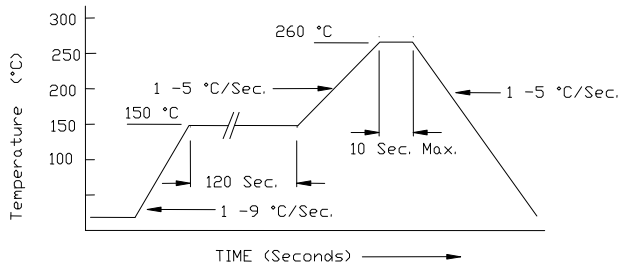 300
260 °C
250
1 -5 °C/Sec.
200
1 -5 °C/Sec.
150 °C
150
10 Sec. Max.
100
120 Sec.
1 -9 °C/Sec.
Temperature (°C)
TIME (Seconds)